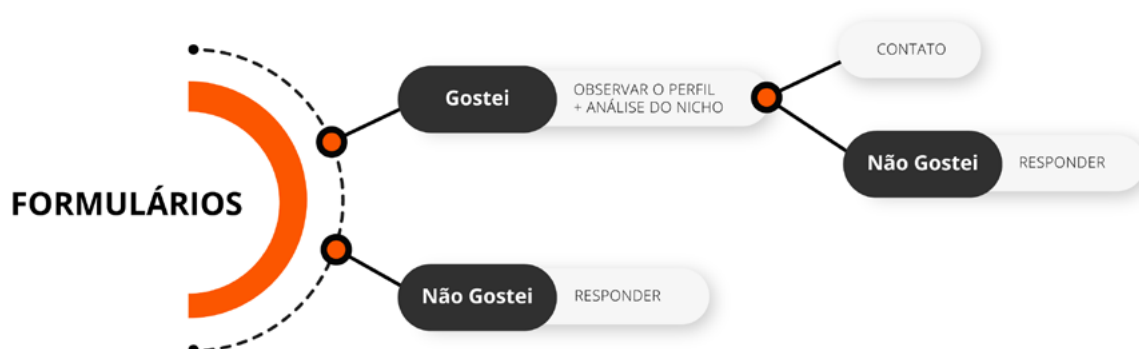 FORMULÁRIOS
Gostei
OBSERVAR O PERFIL
+ ANÁLISE DO NICHO
CONTATO
Não Gostei
RESPONDER
Não Gostei
RESPONDER